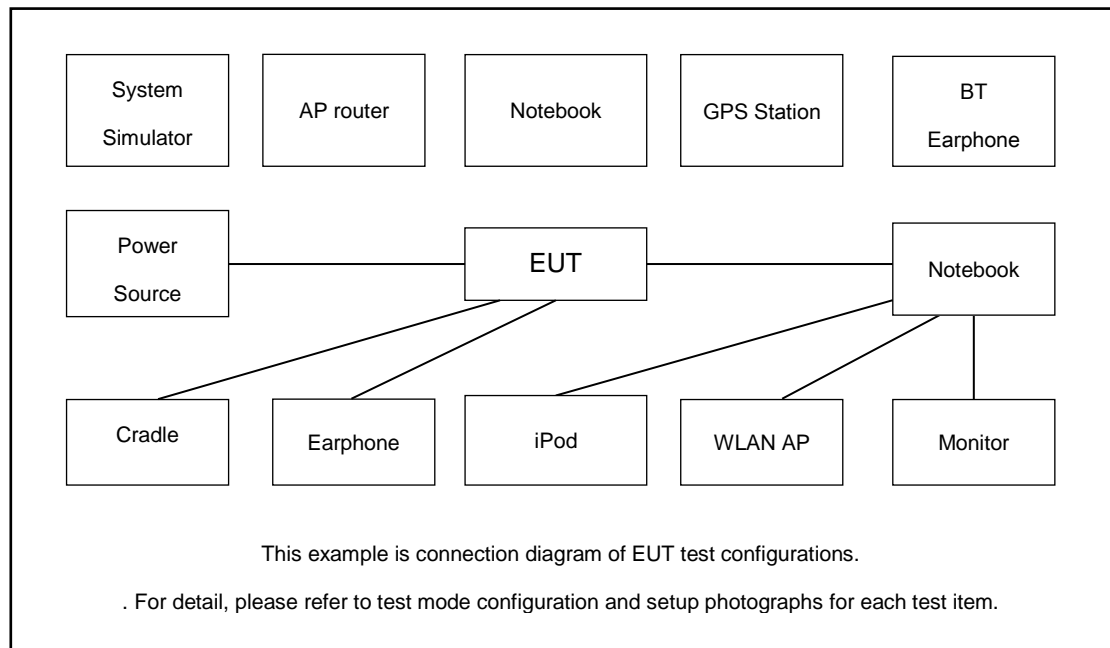 System
Simulator
AP router
Notebook
GPS Station
BT
Earphone
Power
Source
EUT
Notebook
Cradle
Earphone
iPod
WLAN AP
Monitor
This example is connection diagram of EUT test configurations.
. For detail, please refer to test mode configuration and setup photographs for each test item.